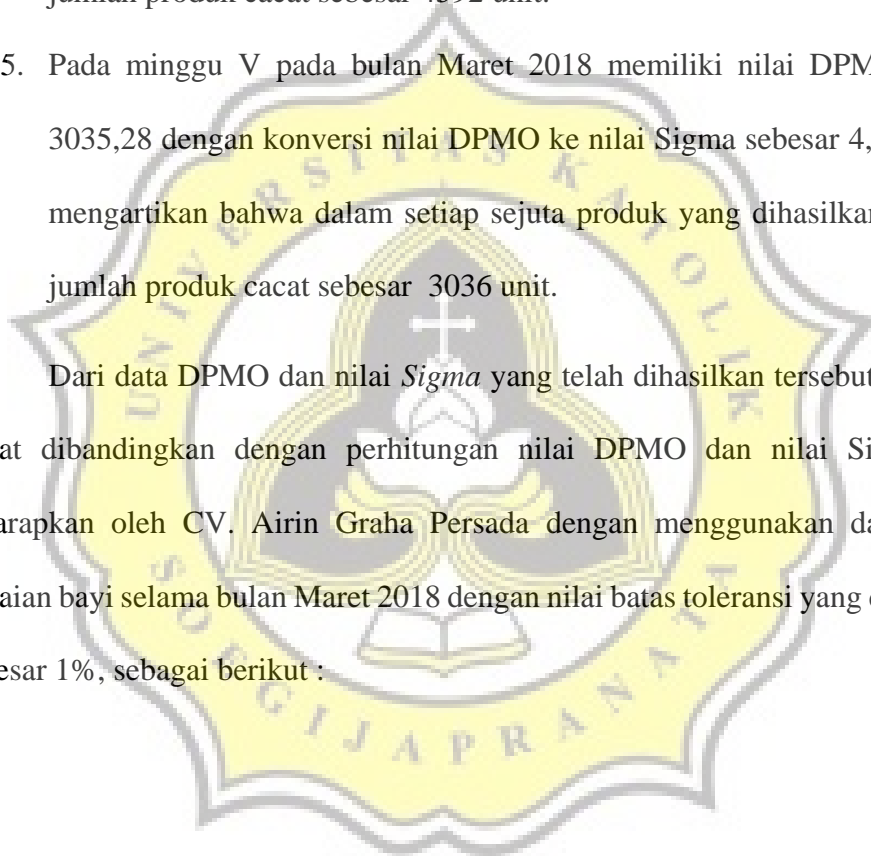 jumlah produk cacat sebesar 4392 unit.
5. Pada minggu V pada bulan Maret 2018 memiliki nilai DPM
3035,28 dengan konversi nilai DPMO ke nilai Sigma sebesar 4,
mengartikan bahwa dalam setiap sejuta produk yang dihasilkan
jumlah produk cacat sebesar 3036 unit.
Dari data DPMO dan nilai Sigma yang telah dihasilkan tersebut
at dibandingkan dengan perhitungan nilai DPMO dan nilai Si
arapkan oleh CV. Airin Graha Persada dengan menggunakan da
aian bayi selama bulan Maret 2018 dengan nilai batas toleransi yang
esar 1%, sebagai berikut :
UNIVERSITAS KATOLIK
SOEGIJAPRANATA